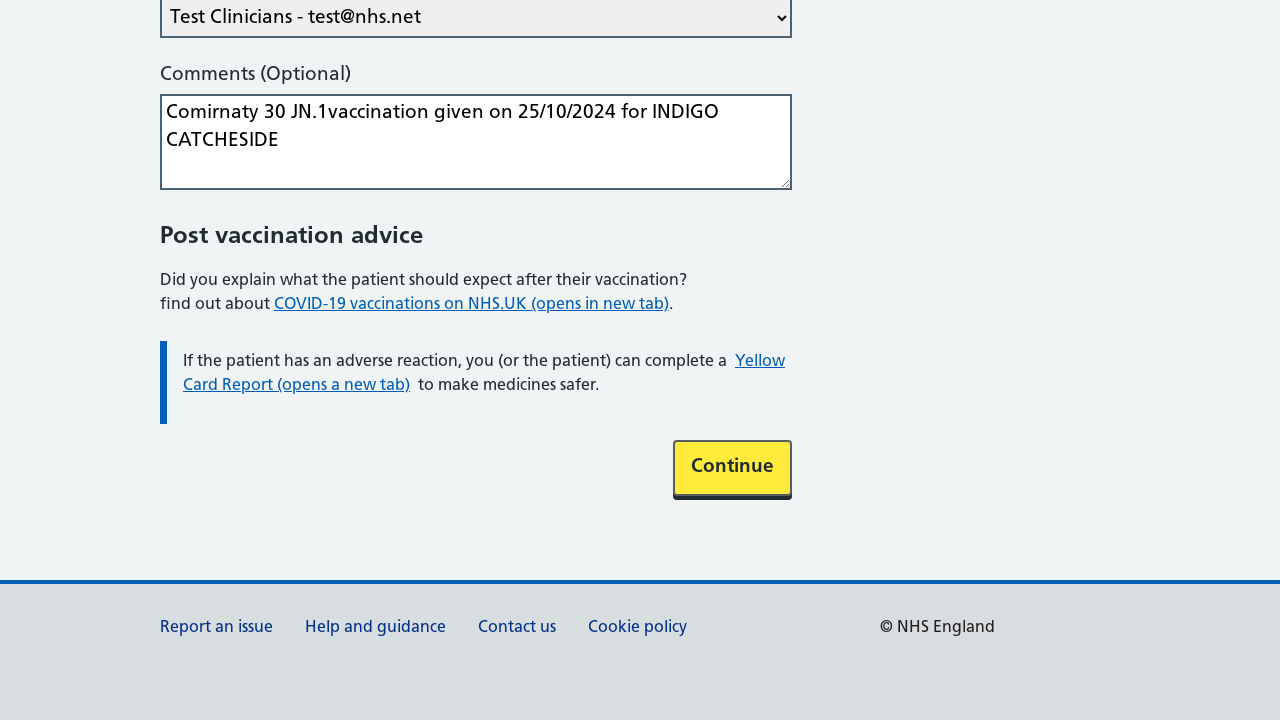 Test Clinicians - test@nhs.net
Comments (Optional)
Comirnaty 30 JN.1vaccination given on 25/10/2024 for INDIGO
CATCHESIDE
Post vaccination advice
Did you explain what the patient should expect after their vaccination?
find out about COVID-19 vaccinations on NHS.UK (opens in new tab).
If the patient has an adverse reaction, you (or the patient) can complete a Yellow
Card Report (opens a new tab) to make medicines safer.
Continue
Report an issue Help and guidance Contact us Cookie policy © NHS England